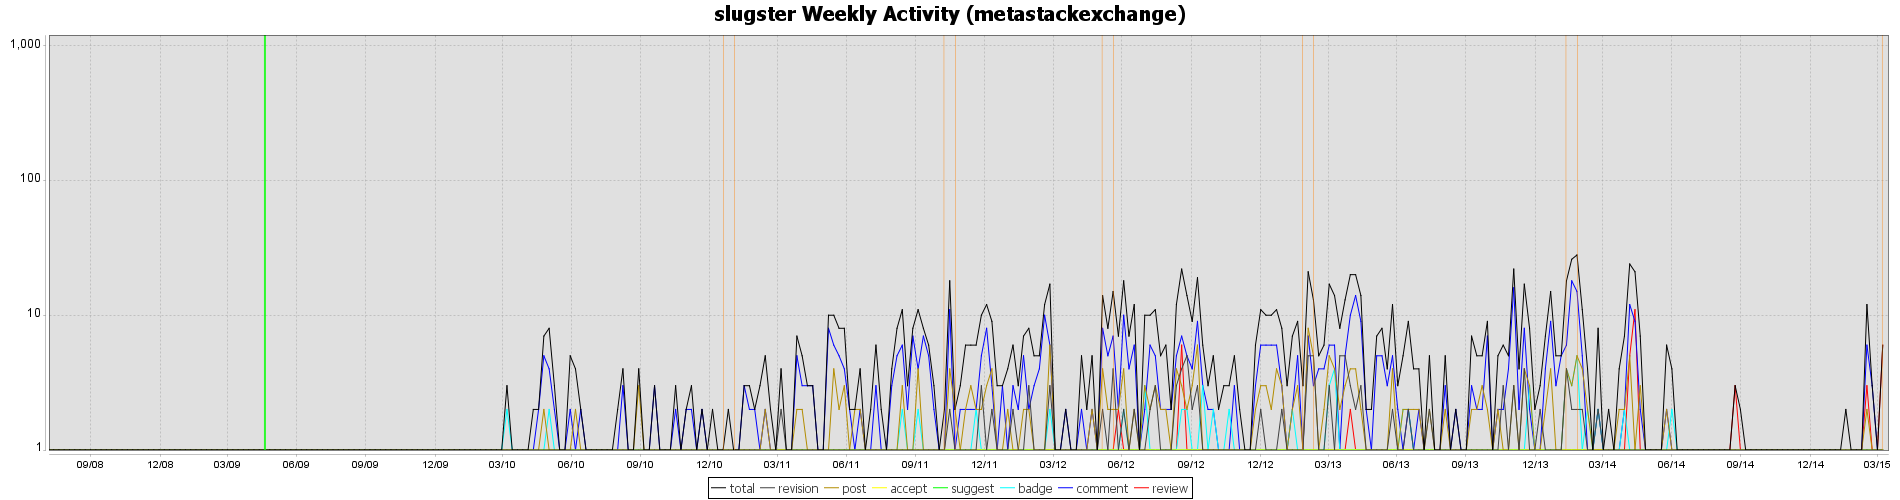 slugster Weekly Activity (metastackexchange)
1,000
100
10
1
09/08 12/08 03/09 06/09 09/09 12/09 03/10 06/10 09/10 12/10 03/11 06/11 09/11 12/11 03/12 06/12 09/12 12/12 03/13 06/13 09/13 12/13 03/14 06/14 09/14 12/14 03/15
total revision post accept suggest badge comment review